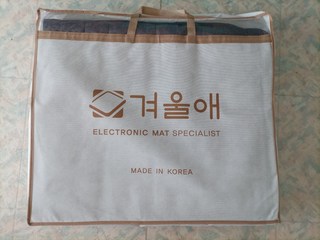 겨울애
ELECTRONIC MAT SPECIALIST
MADE IN KOREA